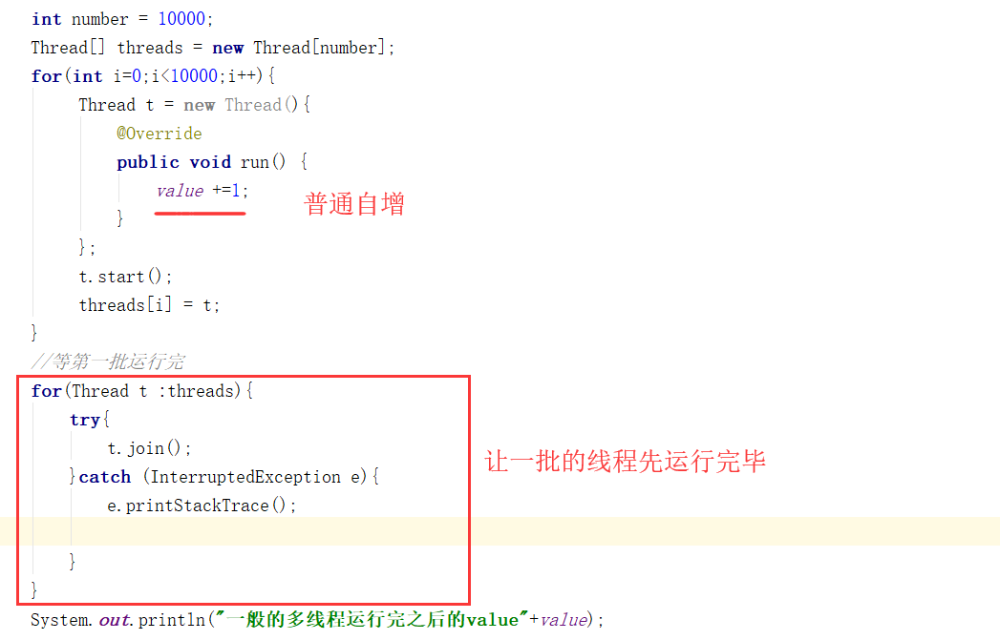 int number = 10000;
Thread[] threads = new Thread[number];
for(int i=0;i<10000;i++){
Thread t = new Thread(){
@Override
public void run() {
value +=1;
普通自增
}
};
t.start();
threads[i] = t;
}
//等第一批运行完
for(Thread t :threads){
try{
t.join();
让一批的线程先运行完毕
}catch (InterruptedException e){
e.printStackTrace();
}
}
System.out.println("一般的多线程运行完之后的value"+value);